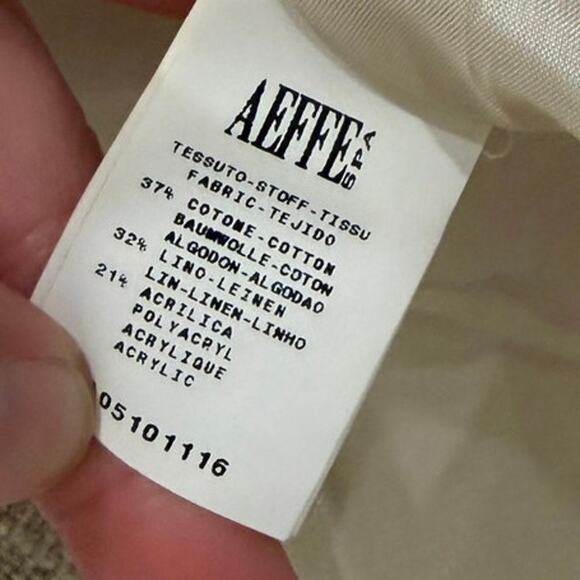 AEFFE SPA
TESSUTO-STOFF-TISSU
FABRIC-TEJIDO
37% COTONE-COTTON
BAUMWOLLE-COTON
ALGODON-ALGODAO
32% LINO-LEINEN
LIN-LINEN-LINHO
21% ACRILICA
POLYACRYL
ACRYLIQUE
ACRYLIC
05101116